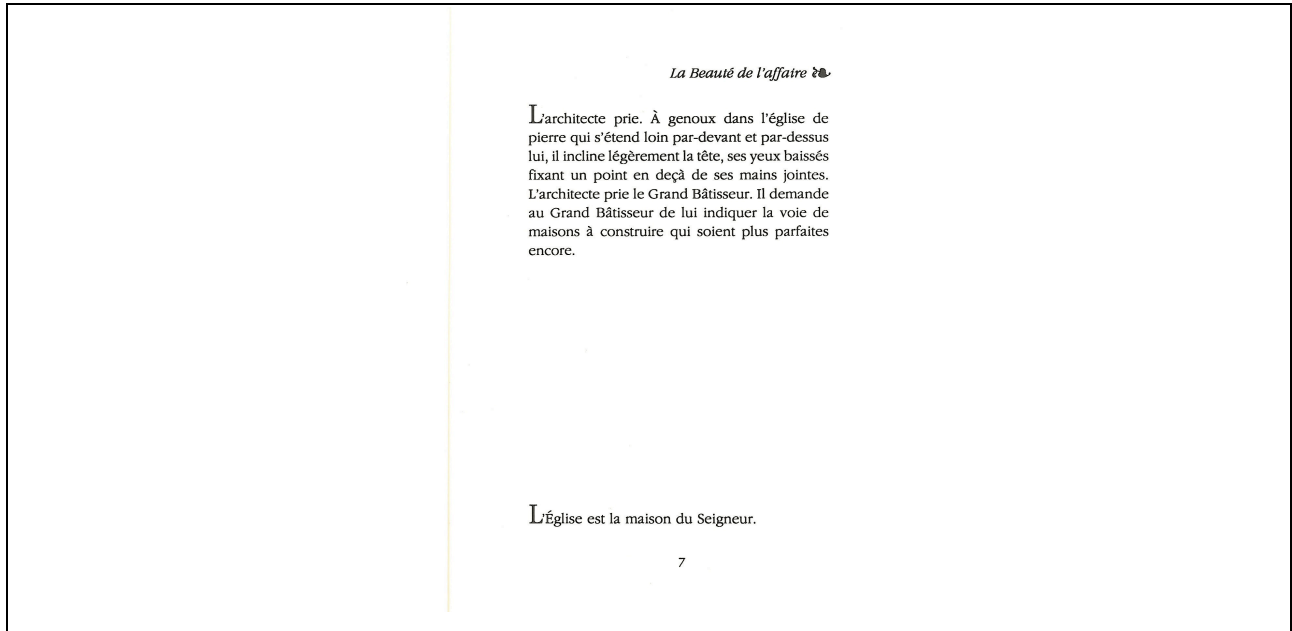 La Beauté de l'affaire ❧
L'architecte prie. À genoux dans l'église de
pierre qui s'étend loin par-devant et par-dessus
lui, il incline légèrement la tête, ses yeux baissés
fixant un point en deçà de ses mains jointes.
L'architecte prie le Grand Bâtisseur. Il demande
au Grand Bâtisseur de lui indiquer la voie de
maisons à construire qui soient plus parfaites
encore.
L'Église est la maison du Seigneur.
7